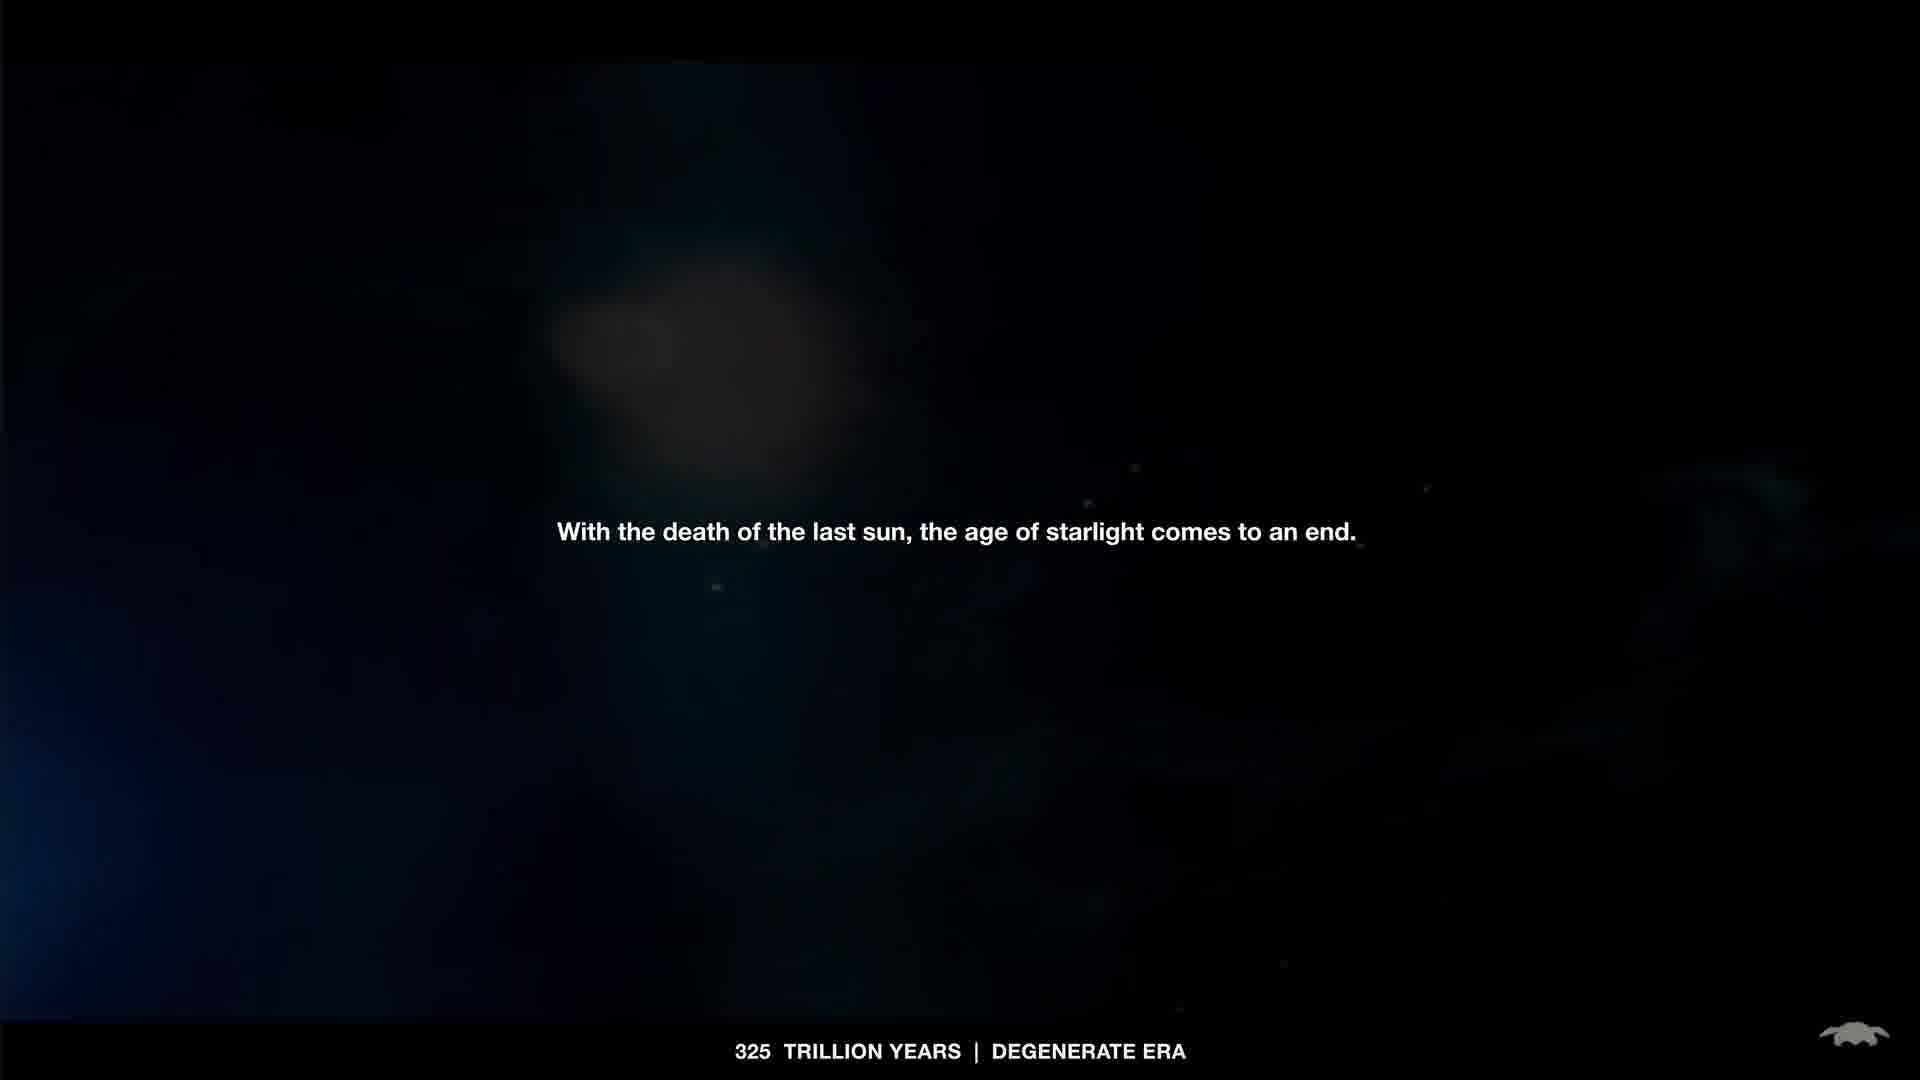 With the death of the last sun, the age of starlight comes to an end.
325 TRILLION YEARS | DEGENERATE ERA